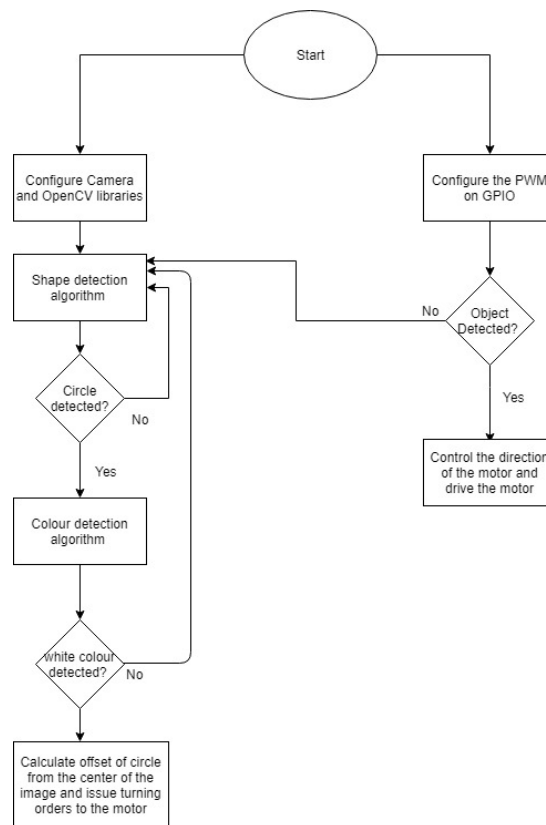 Start
Configure Camera
and OpenCV libraries
Configure the PWM
on GPIO
Shape detection
algorithm
No
Object
Detected?
Circle
detected?
No
Yes
Yes
Control the direction
of the motor and
drive the motor
Colour detection
algorithm
white colour
detected?
No
Calculate offset of circle
from the center of the
image and issue turning
orders to the motor